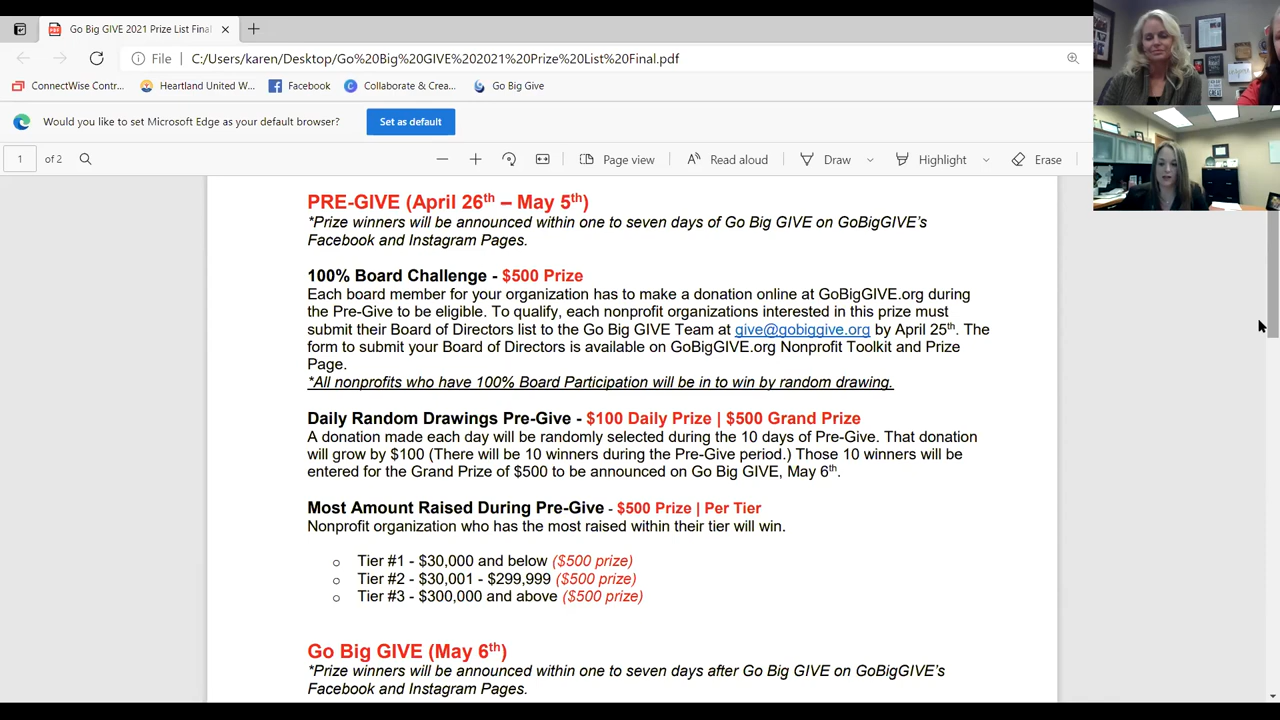 Go Big GIVE 2021 Prize List Final
File C:/Users/karen/Desktop/Go%20Big%20GIVE%202021%20Prize%20List%20Final.pdf
ConnectWise Contr... Heartland United W... Facebook Collaborate & Crea... Go Big Give
Would you like to set Microsoft Edge as your default browser? Set as default
1 of 2 Page view Read aloud Draw Highlight Erase
PRE-GIVE (April 26th – May 5th)
*Prize winners will be announced within one to seven days of Go Big GIVE on GoBigGIVE’s
Facebook and Instagram Pages.
100% Board Challenge - $500 Prize
Each board member for your organization has to make a donation online at GoBigGIVE.org during
the Pre-Give to be eligible. To qualify, each nonprofit organizations interested in this prize must
submit their Board of Directors list to the Go Big GIVE Team at give@gobiggive.org by April 25th. The
form to submit your Board of Directors is available on GoBigGIVE.org Nonprofit Toolkit and Prize
Page.
*All nonprofits who have 100% Board Participation will be in to win by random drawing.
Daily Random Drawings Pre-Give - $100 Daily Prize | $500 Grand Prize
A donation made each day will be randomly selected during the 10 days of Pre-Give. That donation
will grow by $100 (There will be 10 winners during the Pre-Give period.) Those 10 winners will be
entered for the Grand Prize of $500 to be announced on Go Big GIVE, May 6th.
Most Amount Raised During Pre-Give - $500 Prize | Per Tier
Nonprofit organization who has the most raised within their tier will win.
o Tier #1 - $30,000 and below ($500 prize)
o Tier #2 - $30,001 - $299,999 ($500 prize)
o Tier #3 - $300,000 and above ($500 prize)
Go Big GIVE (May 6th)
*Prize winners will be announced within one to seven days after Go Big GIVE on GoBigGIVE’s
Facebook and Instagram Pages.